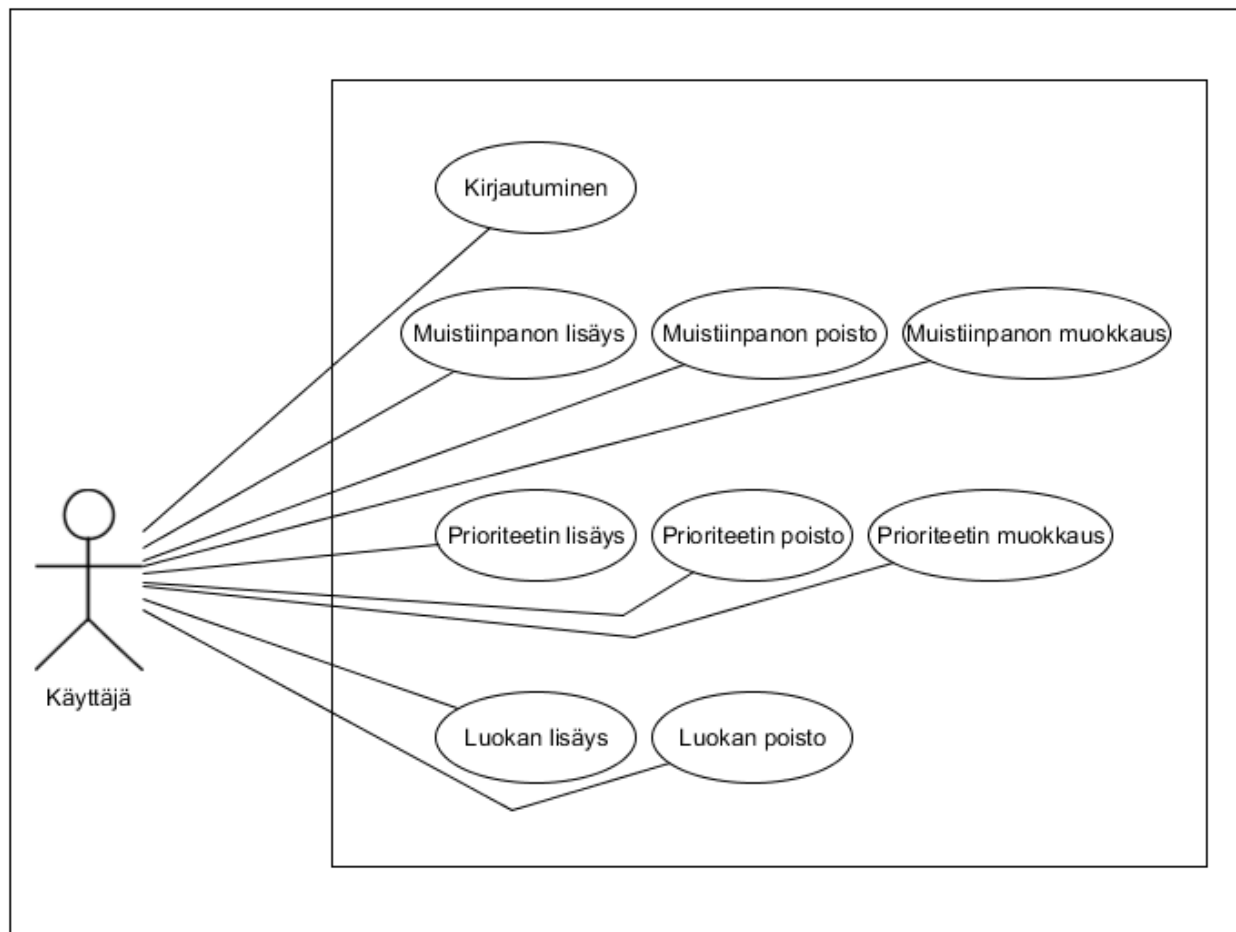 Kirjautuminen
Muistiinpanon lisäys
Muistiinpanon poisto
Muistiinpanon muokkaus
Prioriteetin lisäys
Prioriteetin poisto
Prioriteetin muokkaus
Käyttäjä
Luokan lisäys
Luokan poisto